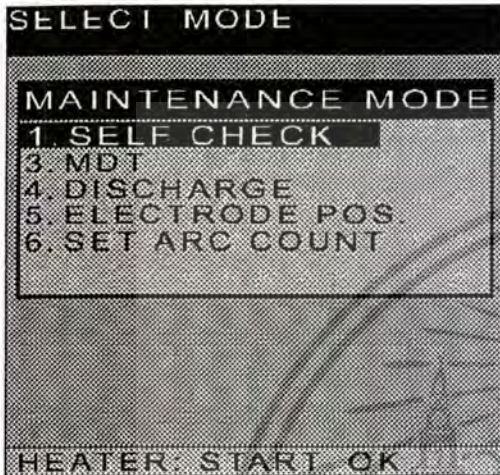 SELECT MODE
MAINTENANCE MODE
1. SELF CHECK
3. MDT
4. DISCHARGE
5. ELECTRODE POS.
6. SET ARC COUNT
HEATER: START OK